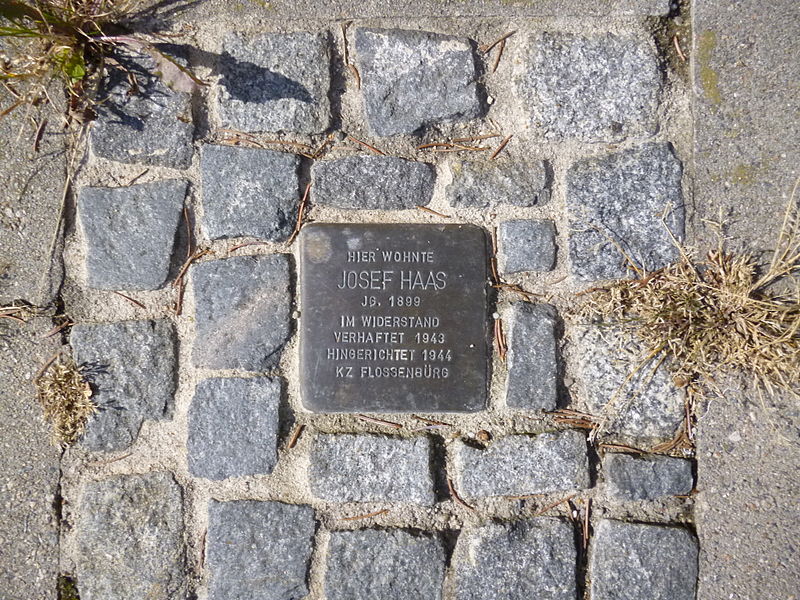 HIER WOHNTE
JOSEF HAAS
JG. 1899
IM WIDERSTAND
VERHAFTET 1943
HINGERICHTET 1944
KZ FLOSSENBÜRG